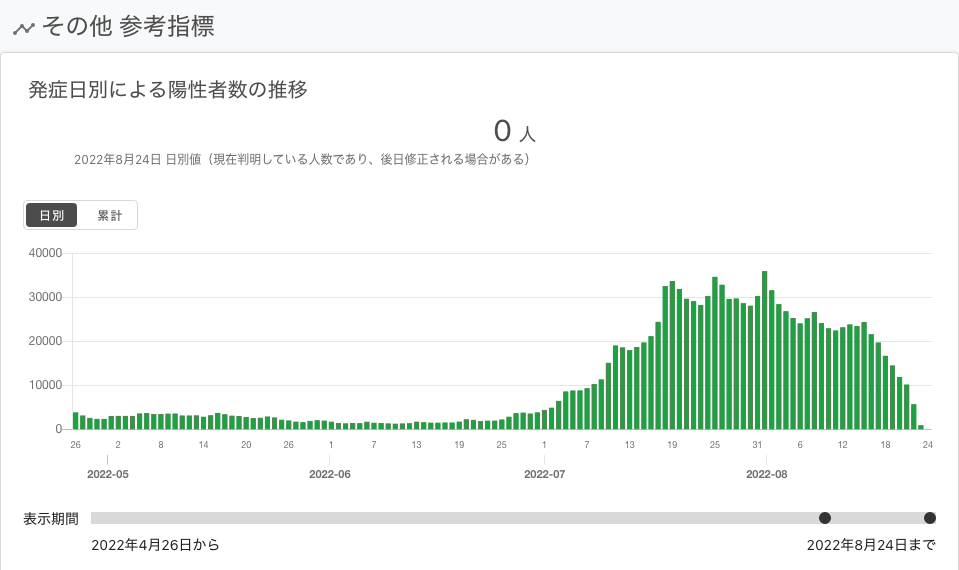 その他 参考指標
発症日別による陽性者数の推移
0 人
2022年8月24日 日別値（現在判明している人数であり、後日修正される場合がある）
日別 累計
40000
30000
20000
10000
0
26 2 8 14 20 26 1 7 13 19 25 1 7 13 19 25 31 6 12 18 24
2022-05 2022-06 2022-07 2022-08
表示期間
2022年4月26日から 2022年8月24日まで